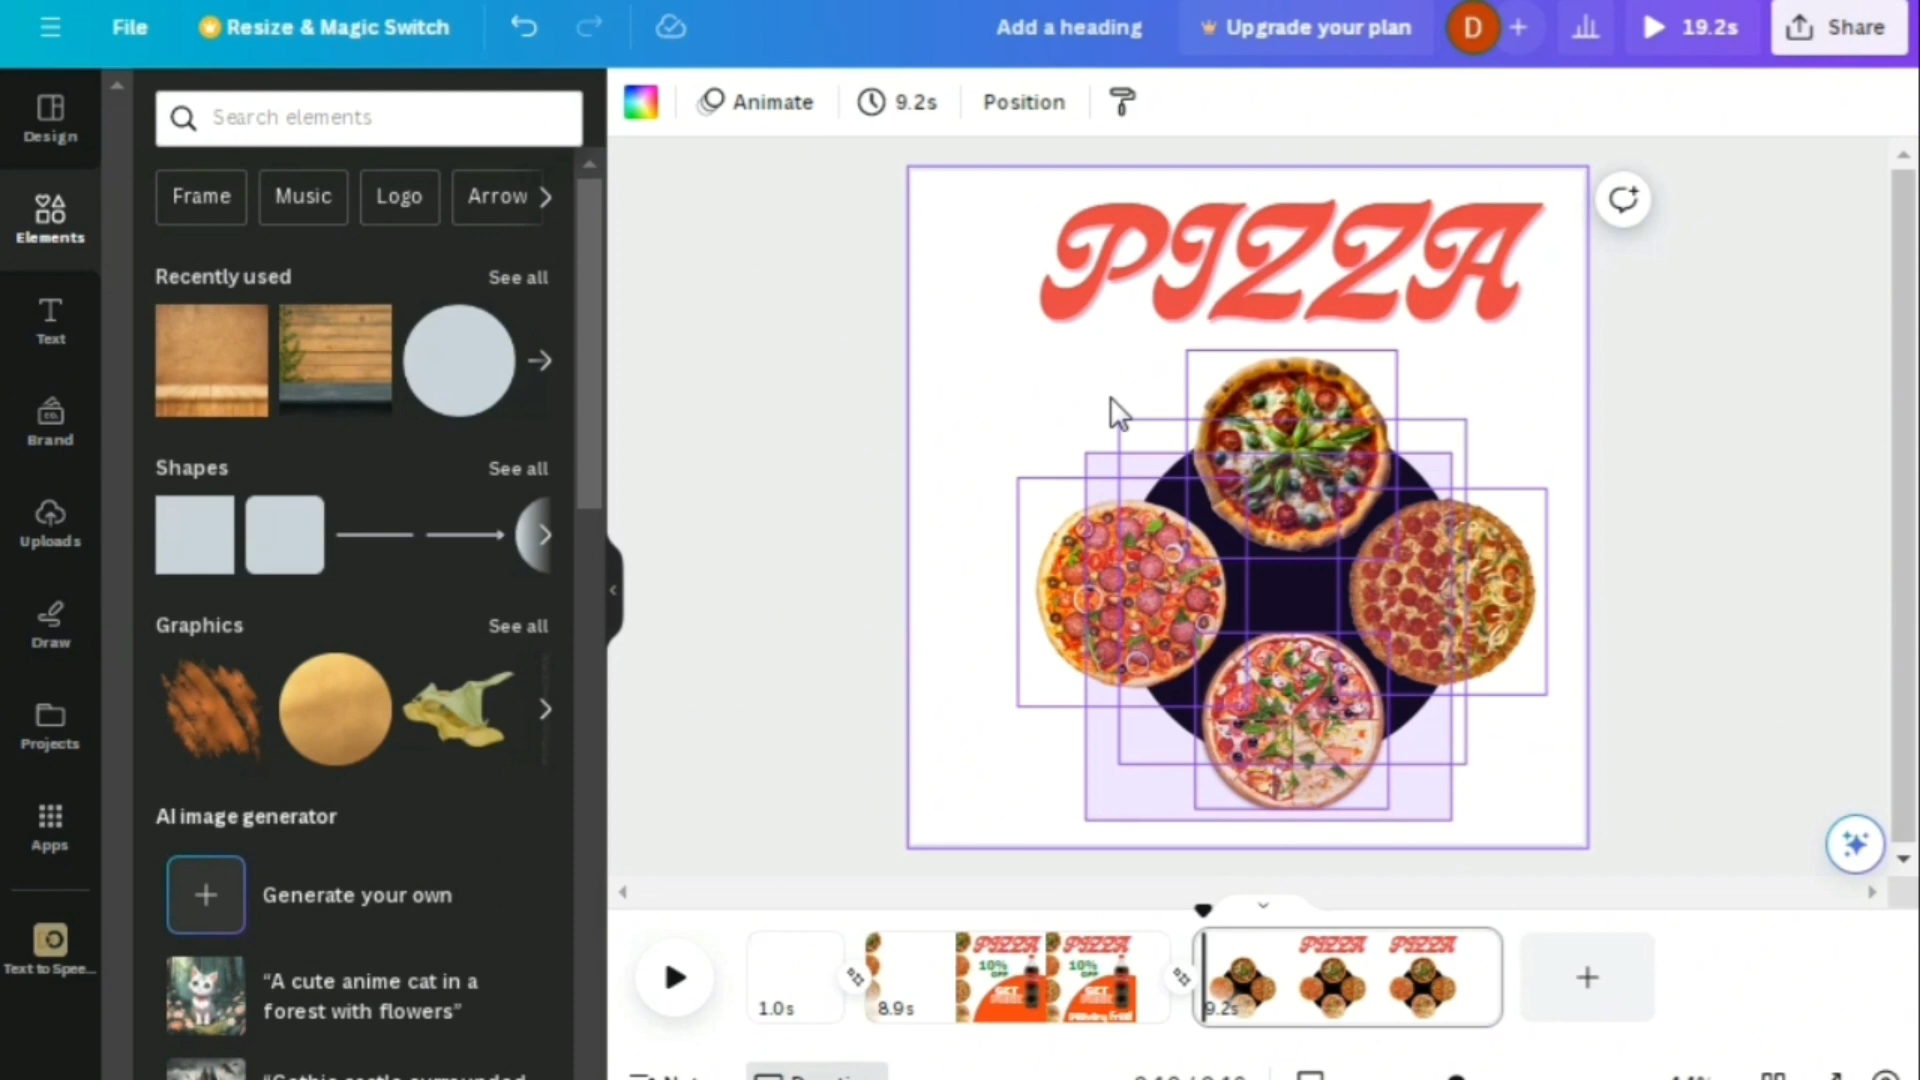 File
Resize & Magic Switch
Add a heading
Upgrade your plan
D
19.2s
Share
Design
Elements
Text
Brand
Uploads
Draw
Projects
Apps
Text to Spee...
Search elements
Frame
Music
Logo
Arrow
Recently used
See all
Shapes
See all
Graphics
See all
AI image generator
Generate your own
"A cute anime cat in a
forest with flowers"
Animate
9.2s
Position
PIZZA
1.0s
8.9s
PIZZA
10%
OFF
PIZZA
10%
OFF
9.2s
PIZZA
PIZZA